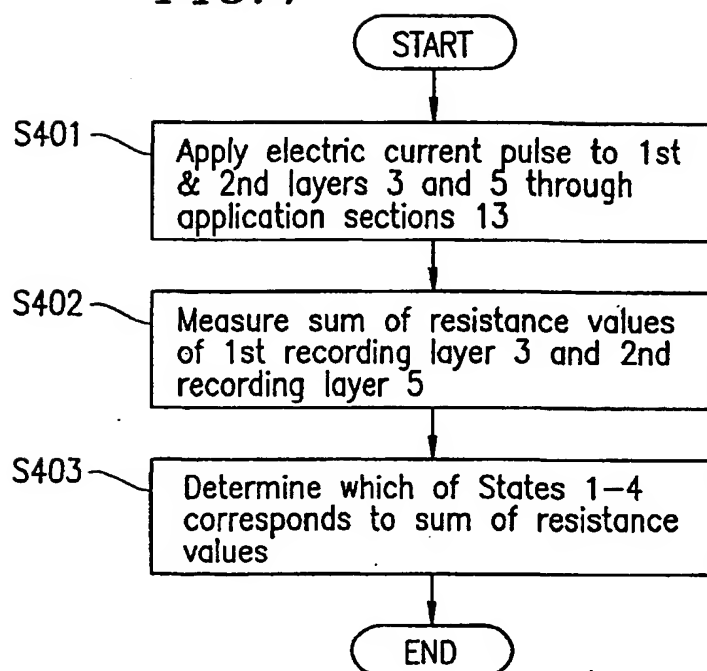 START
S401
Apply electric current pulse to 1st
& 2nd layers 3 and 5 through
application sections 13
S402
Measure sum of resistance values
of 1st recording layer 3 and 2nd
recording layer 5
S403
Determine which of States 1-4
corresponds to sum of resistance
values
END